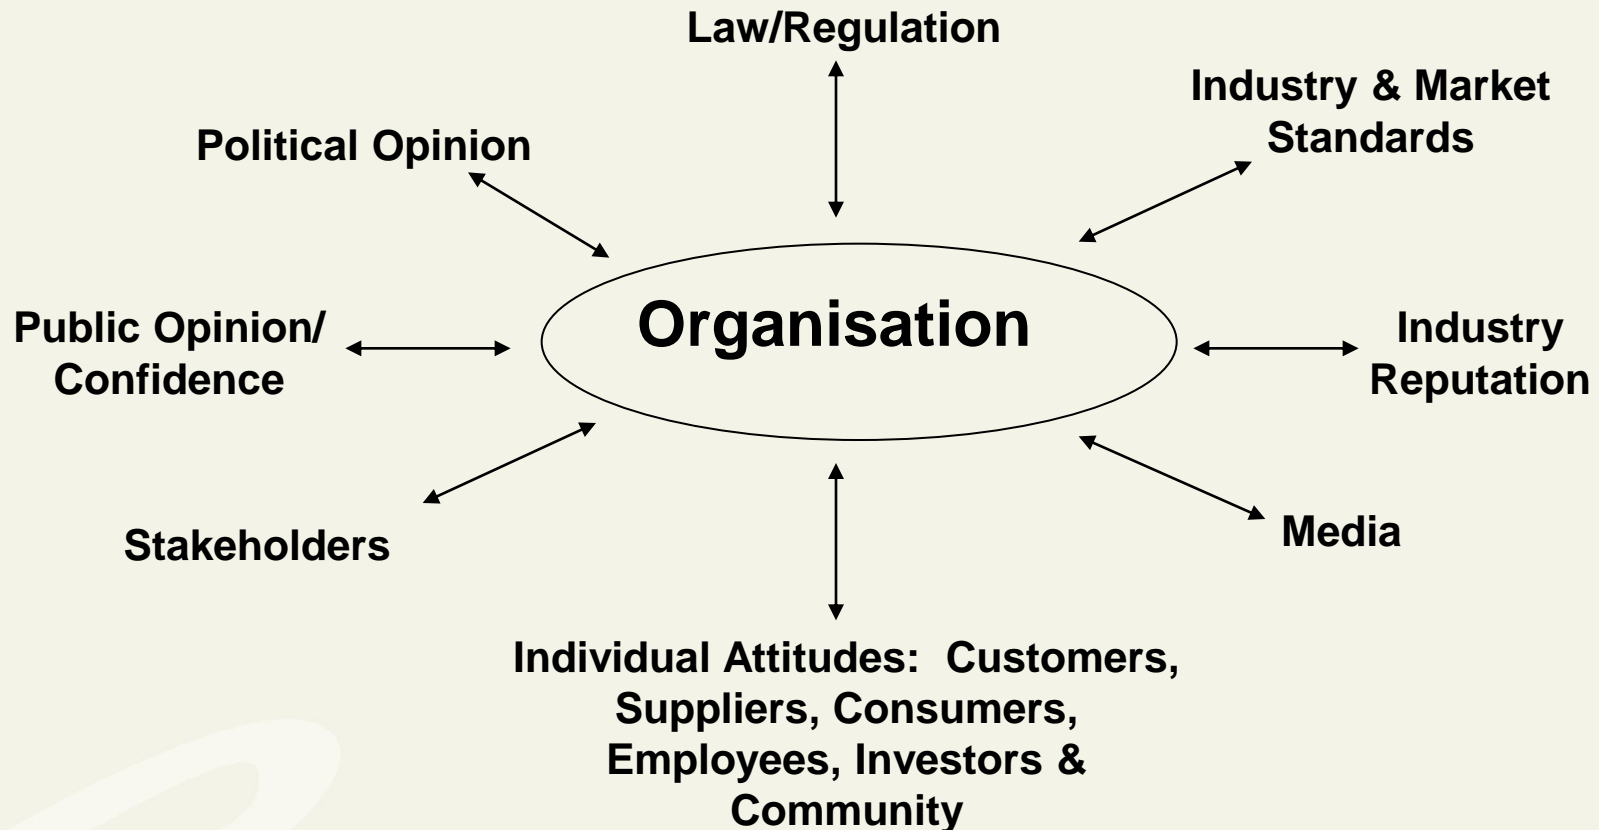 Law/Regulation
Industry & Market
Standards
Political Opinion
Organisation
Public Opinion/
Confidence
Industry
Reputation
Stakeholders
Media
Individual Attitudes:  Customers,
Suppliers, Consumers,
Employees, Investors &
Community